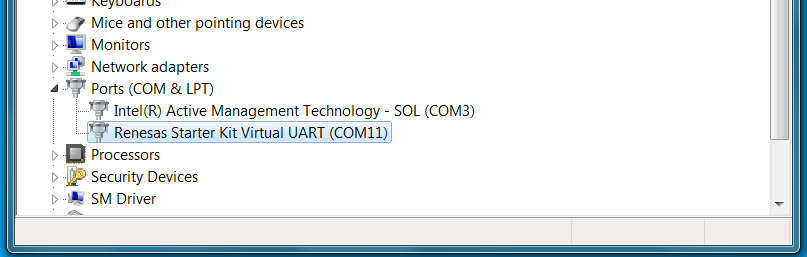 Keyboards
Mice and other pointing devices
Monitors
Network adapters
Ports (COM & LPT)
Intel(R) Active Management Technology - SOL (COM3)
Renesas Starter Kit Virtual UART (COM11)
Processors
Security Devices
SM Driver